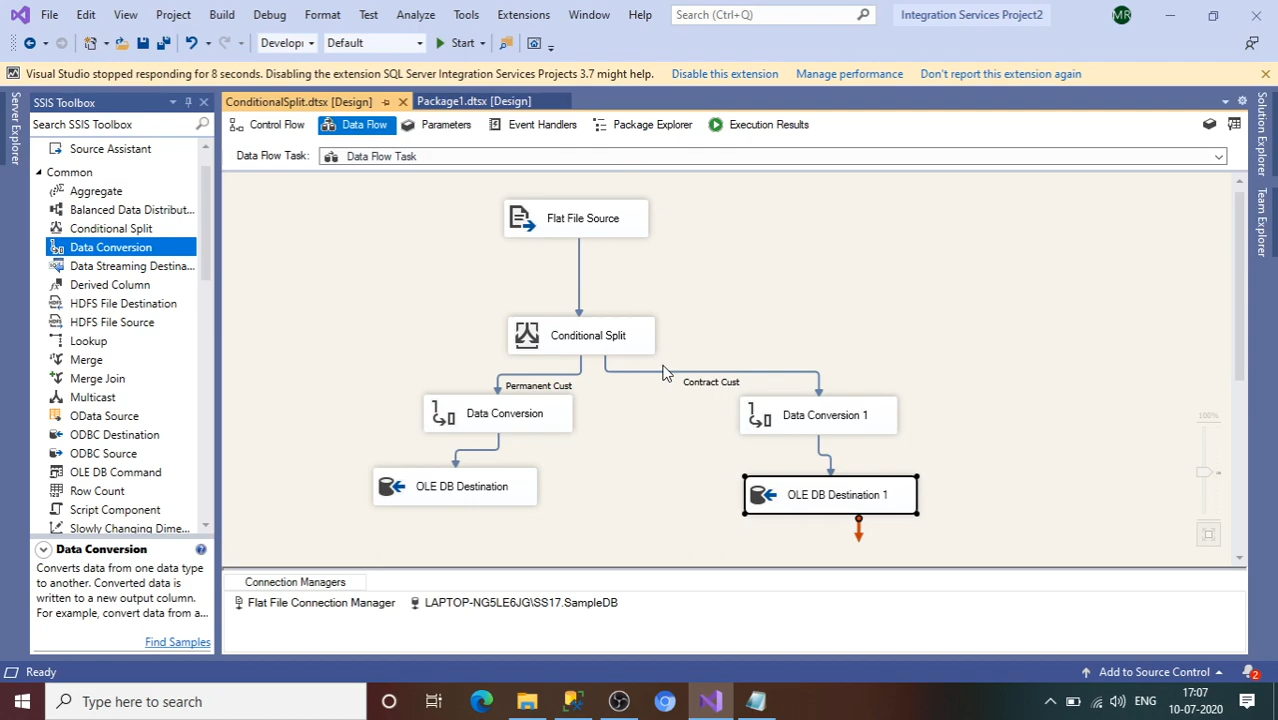 File Edit View Project Build Debug Format Test Analyze Tools Extensions Window Help Search (Ctrl+Q) Integration Services Project2 MR
Developi Default Start
Visual Studio stopped responding for 8 seconds. Disabling the extension SQL Server Integration Services Projects 3.7 might help. Disable this extension Manage performance Don't report this extension again
Server Explorer
SSIS Toolbox
Search SSIS Toolbox
Source Assistant
Common
Aggregate
Balanced Data Distribut...
Conditional Split
Data Conversion
Data Streaming Destina...
Derived Column
HDFS File Destination
HDFS File Source
Lookup
Merge
Merge Join
Multicast
OData Source
ODBC Destination
ODBC Source
OLE DB Command
Row Count
Script Component
Slowly Changing Dime...
Data Conversion
Converts data from one data type
to another. Converted data is
written to a new output column.
For example, convert data from a...
Find Samples
ConditionalSplit.dtsx [Design] Package1.dtsx [Design]
Control Flow Data Flow Parameters Event Handlers Package Explorer Execution Results
Data Flow Task: Data Flow Task
Flat File Source
Conditional Split
Permanent Cust
Contract Cust
Data Conversion
Data Conversion 1
OLE DB Destination
OLE DB Destination 1
100%
Connection Managers
Flat File Connection Manager LAPTOP-NG5LE6JG\SS17.SampleDB
Solution Explorer
Team Explorer
Ready Add to Source Control 2
Type here to search ENG 17:07
10-07-2020